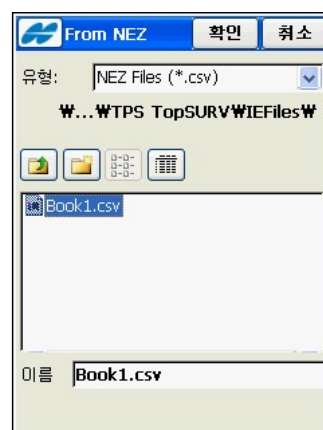 From NEZ 확인 취소
유형: NEZ Files (*.csv)
₩...₩TPS TopSURV₩IEFiles₩
Book1.csv
이름 Book1.csv